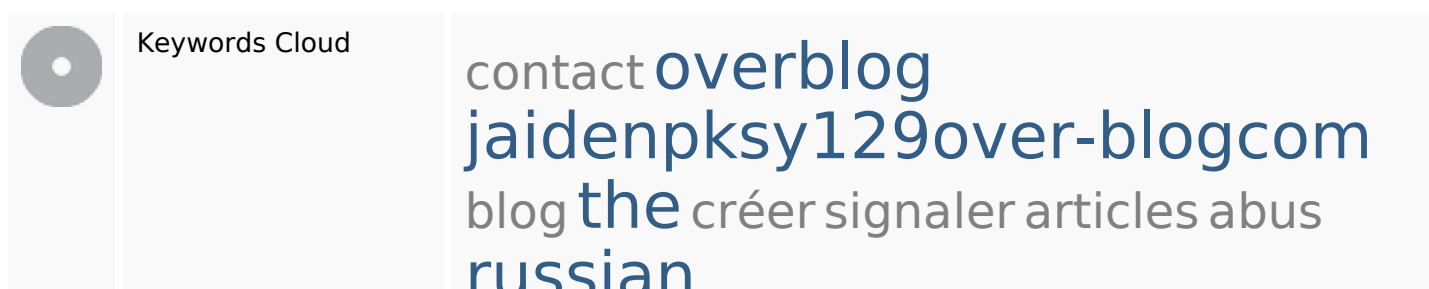 Keywords Cloud
contact overblog
jaidenpksy129over-blogcom
blog the créer signaler articles abus
russian